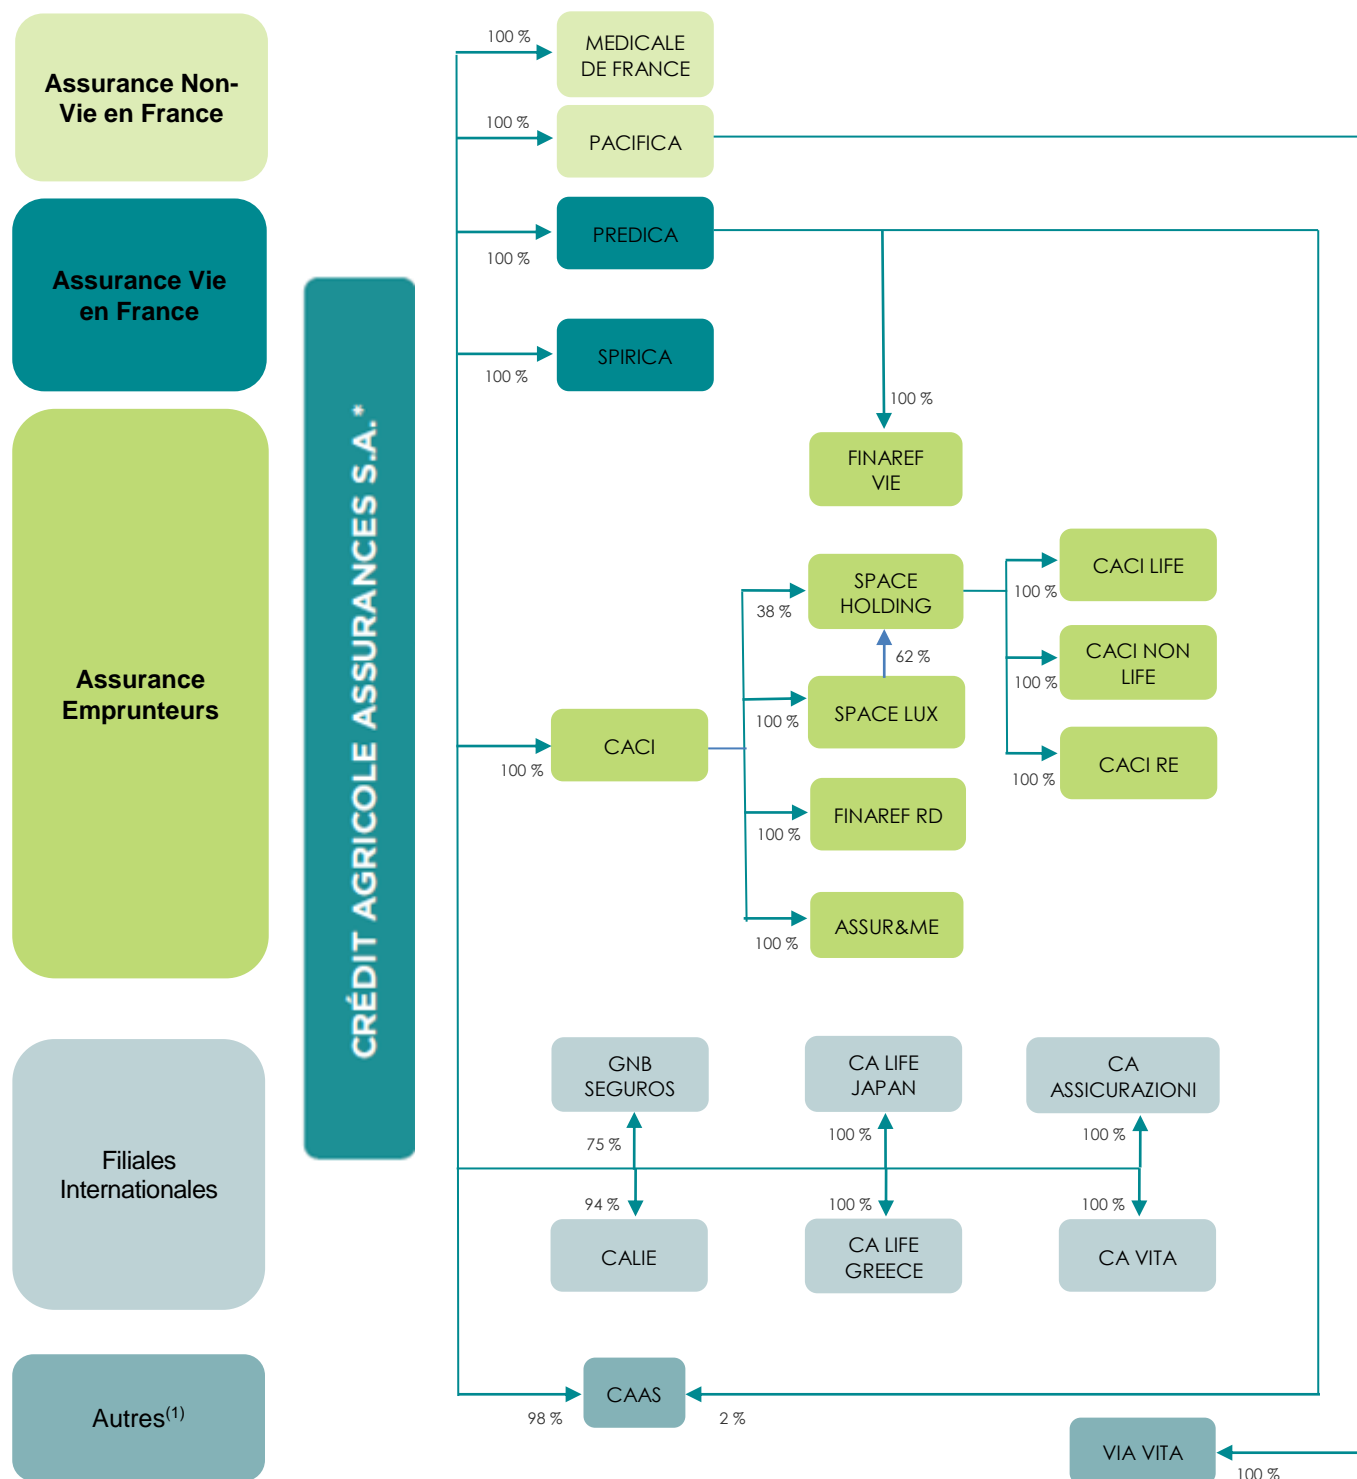 Assurance Non-
Vie en France
Assurance Vie
en France
Assurance
Emprunteurs
Filiales
Internationales
Autres(1)
CRÉDIT AGRICOLE ASSURANCES S.A.*
100 %
MEDICALE
DE FRANCE
100 %
PACIFICA
100 %
PREDICA
100 %
SPIRICA
100 %
FINAREF
VIE
38 %
SPACE
HOLDING
62 %
100 %
SPACE LUX
100 %
CACI
100 %
FINAREF RD
100 %
ASSUR&ME
100 %
CACI LIFE
100 %
CACI NON
LIFE
100 %
CACI RE
GNB
SEGUROS
CA LIFE
JAPAN
CA
ASSICURAZIONI
75 %
100 %
100 %
94 %
100 %
100 %
CALIE
CA LIFE
GREECE
CA VITA
CAAS
98 %
2 %
VIA VITA
100 %